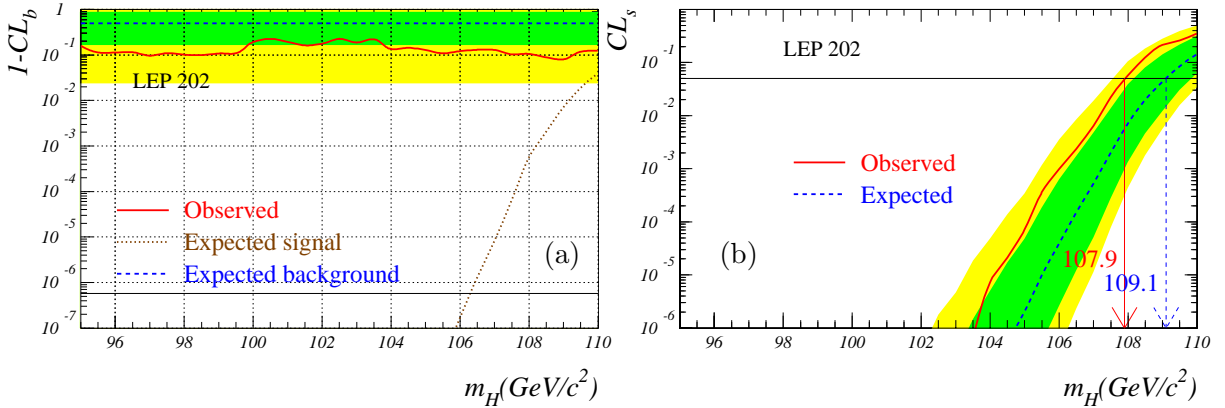 1-CL_b
1
10 -1
10 -2
10 -3
10 -4
10 -5
10 -6
10 -7
LEP 202
Observed
Expected signal
Expected background
(a)
96 98 100 102 104 106 108 110
m_H(GeV/c^2)
CL_s
10 -1
10 -2
10 -3
10 -4
10 -5
10 -6
LEP 202
Observed
Expected
(b)
107.9
109.1
96 98 100 102 104 106 108 110
m_H(GeV/c^2)